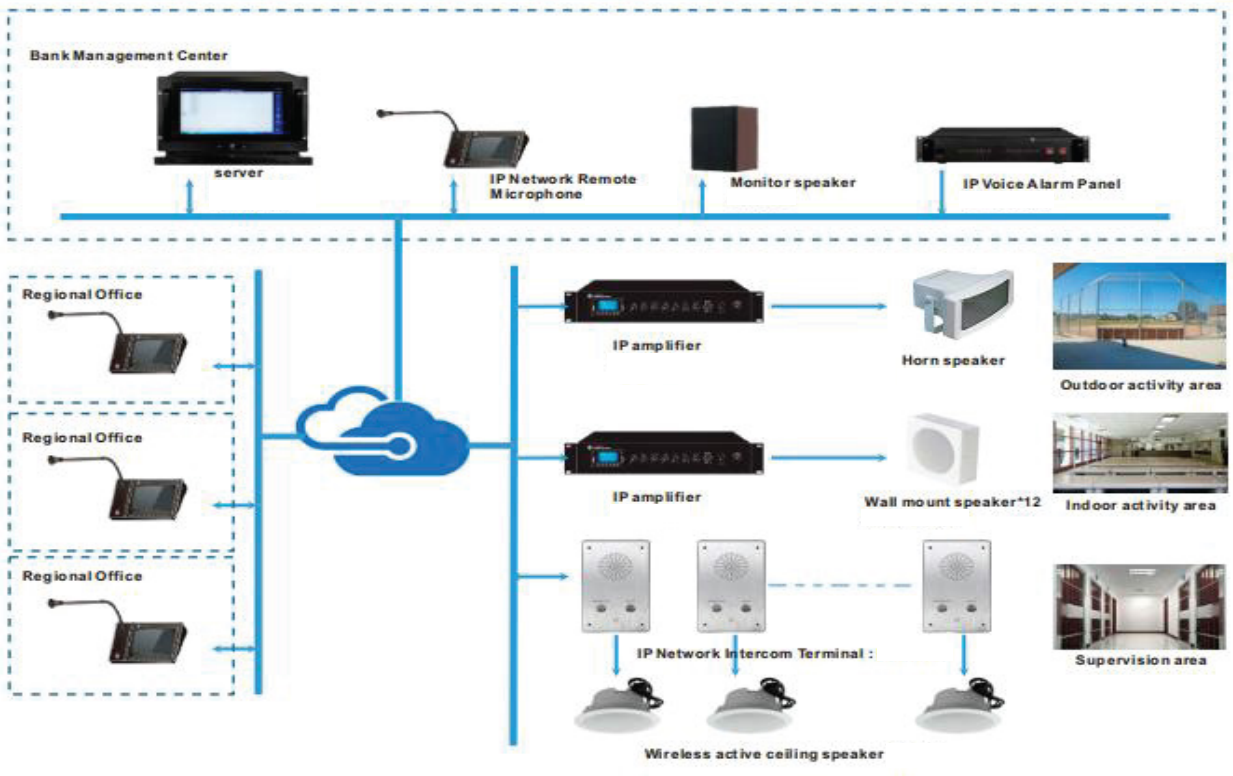 Bank Management Center
server
IP Network Remote
Microphone
Monitor speaker
IP Voice Alarm Panel
Regional Office
Regional Office
Regional Office
IP amplifier
Horn speaker
Outdoor activity area
IP amplifier
Wall mount speaker*12
Indoor activity area
IP Network Intercom Terminal :
Supervision area
Wireless active ceiling speaker